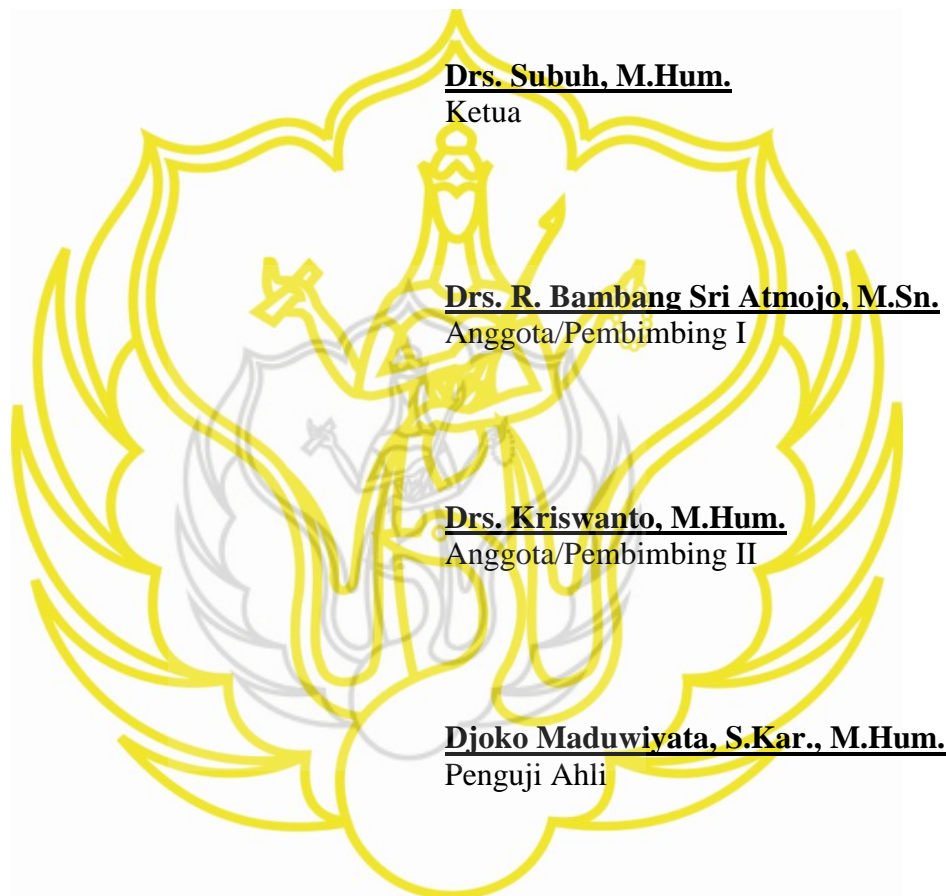 Drs. Subuh, M.Hum.
Ketua
Drs. R. Bambang Sri Atmojo, M.Sn.
Anggota/Pembimbing I
Drs. Kriswanto, M.Hum.
Anggota/Pembimbing II
Djoko Maduwiyata, S.Kar., M.Hum.
Penguji Ahli